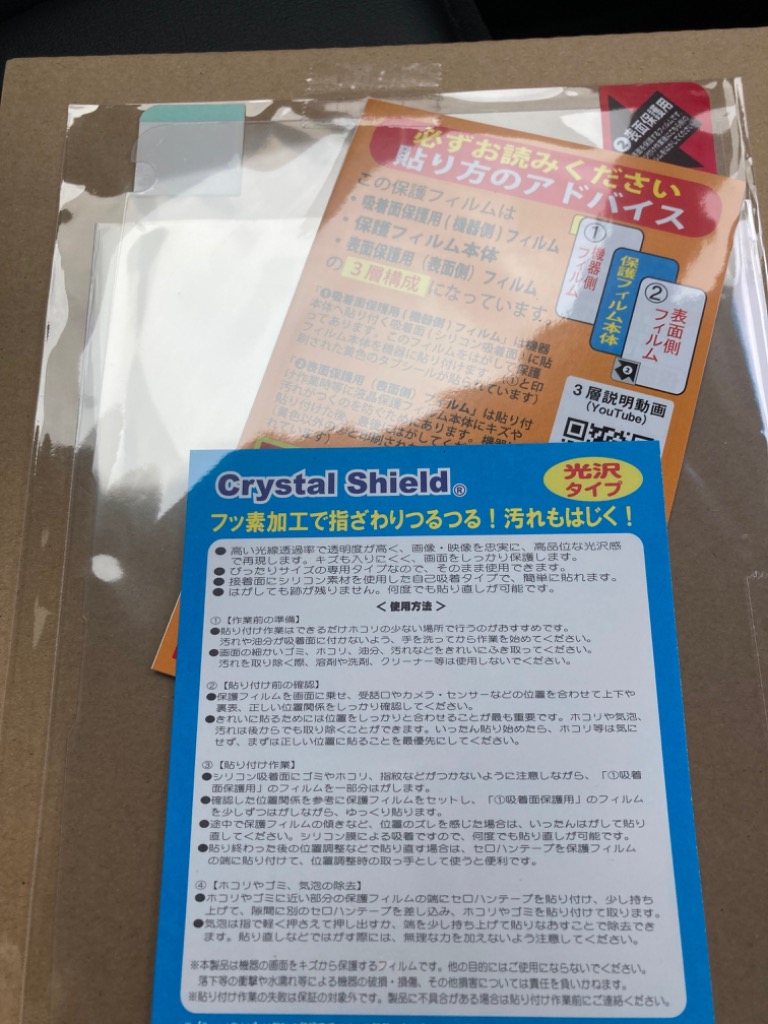 ②表面保護用
必ずお読みください
貼り方のアドバイス
この保護フィルムは
・吸着面保護用(機器側)フィルム
・保護フィルム本体
・表面保護用(表面側)フィルム
の3層構成になっています。
①
機器側
フィルム
保護フィルム本体
②
表面側
フィルム
3層説明動画
(YouTube)
「①吸着面保護用(機器側)フィルム」は機器
Crystal Shield®
光沢
タイプ
フッ素加工で指ざわりつるつる!汚れもはじく!
●高い光線透過率で透明度が高く、画像・映像を忠実に、高品位な光沢感
で再現します。キズも入りにくく、画面をしっかり保護します。
●ぴったりサイズの専用タイプなので、そのまま使用できます。
●接着面にシリコン素材を使用した自己吸着タイプで、簡単に貼れます。
●はがしても跡が残りません。何度でも貼り直しが可能です。
<使用方法>
①【作業前の準備】
●貼り付け作業はできるだけホコリの少ない場所で行うのがおすすめです。
汚れや油分が吸着面に付かないよう、手を洗ってから作業を始めてください。
●画面の細かいゴミ、ホコリ、油分、汚れなどをきれいにふき取ってください。
汚れを取り除く際、溶剤や洗剤、クリーナー等は使用しないでください。
②【貼り付け前の確認】
●保護フィルムを画面に乗せ、受話口やカメラ・センサーなどの位置を合わせて上下や
裏表、正しい位置関係をしっかり確認してください。
●きれいに貼るためには位置をしっかりと合わせることが最も重要です。ホコリや気泡、
汚れは後からでも取り除くことができます。いったん貼り始めたら、ホコリ等は気に
せず、まずは正しい位置に貼ることを最優先にしてください。
③【貼り付け作業】
●シリコン吸着面にゴミやホコリ、指紋などがつかないように注意しながら、「①吸着
面保護用」のフィルムを一部分はがします。
●確認した位置関係を参考に保護フィルムをセットし、「①吸着面保護用」のフィルム
を少しずつはがしながら、ゆっくり貼ります。
●途中で保護フィルムの傾きなど、位置のズレを感じた場合は、いったんはがして貼り
直してください。シリコン膜による吸着ですので、何度でも貼り直しが可能です。
●貼り終わった後の位置調整などで貼り直す場合は、セロハンテープを保護フィルム
の端に貼り付けて、位置調整時の取っ手として使うと便利です。
④【ホコリやゴミ、気泡の除去】
●ホコリやゴミに近い部分の保護フィルムの端にセロハンテープを貼り付け、少し持ち
上げて、隙間に別のセロハンテープを差し込み、ホコリやゴミを貼り付けて取ります。
●気泡は指で軽く押さえて押し出すか、端を少し持ち上げて貼りなおすことで除去でき
ます。貼り直しなどではがす際には、無理な力を加えないよう注意してください。
※本製品は機器の画面をキズから保護するフィルムです。他の目的にはご使用にならないでください。
落下等の衝撃や水濡れ等による機器の破損・損傷、その他損害については責任を負いかねます。
※貼り付け作業の失敗は保証の対象外です。製品に不具合がある場合は貼り付け作業前にご連絡ください。